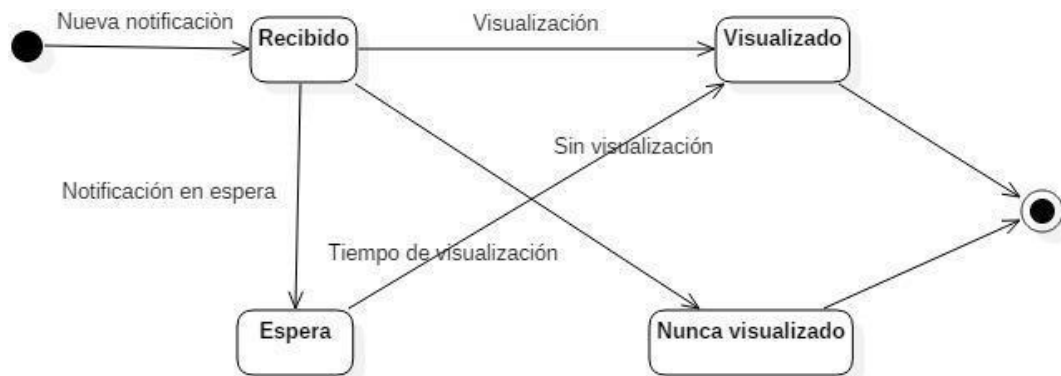 Nueva notificaciòn
Recibido
Visualización
Visualizado
Sin visualización
Notificación en espera
Tiempo de visualización
Espera
Nunca visualizado